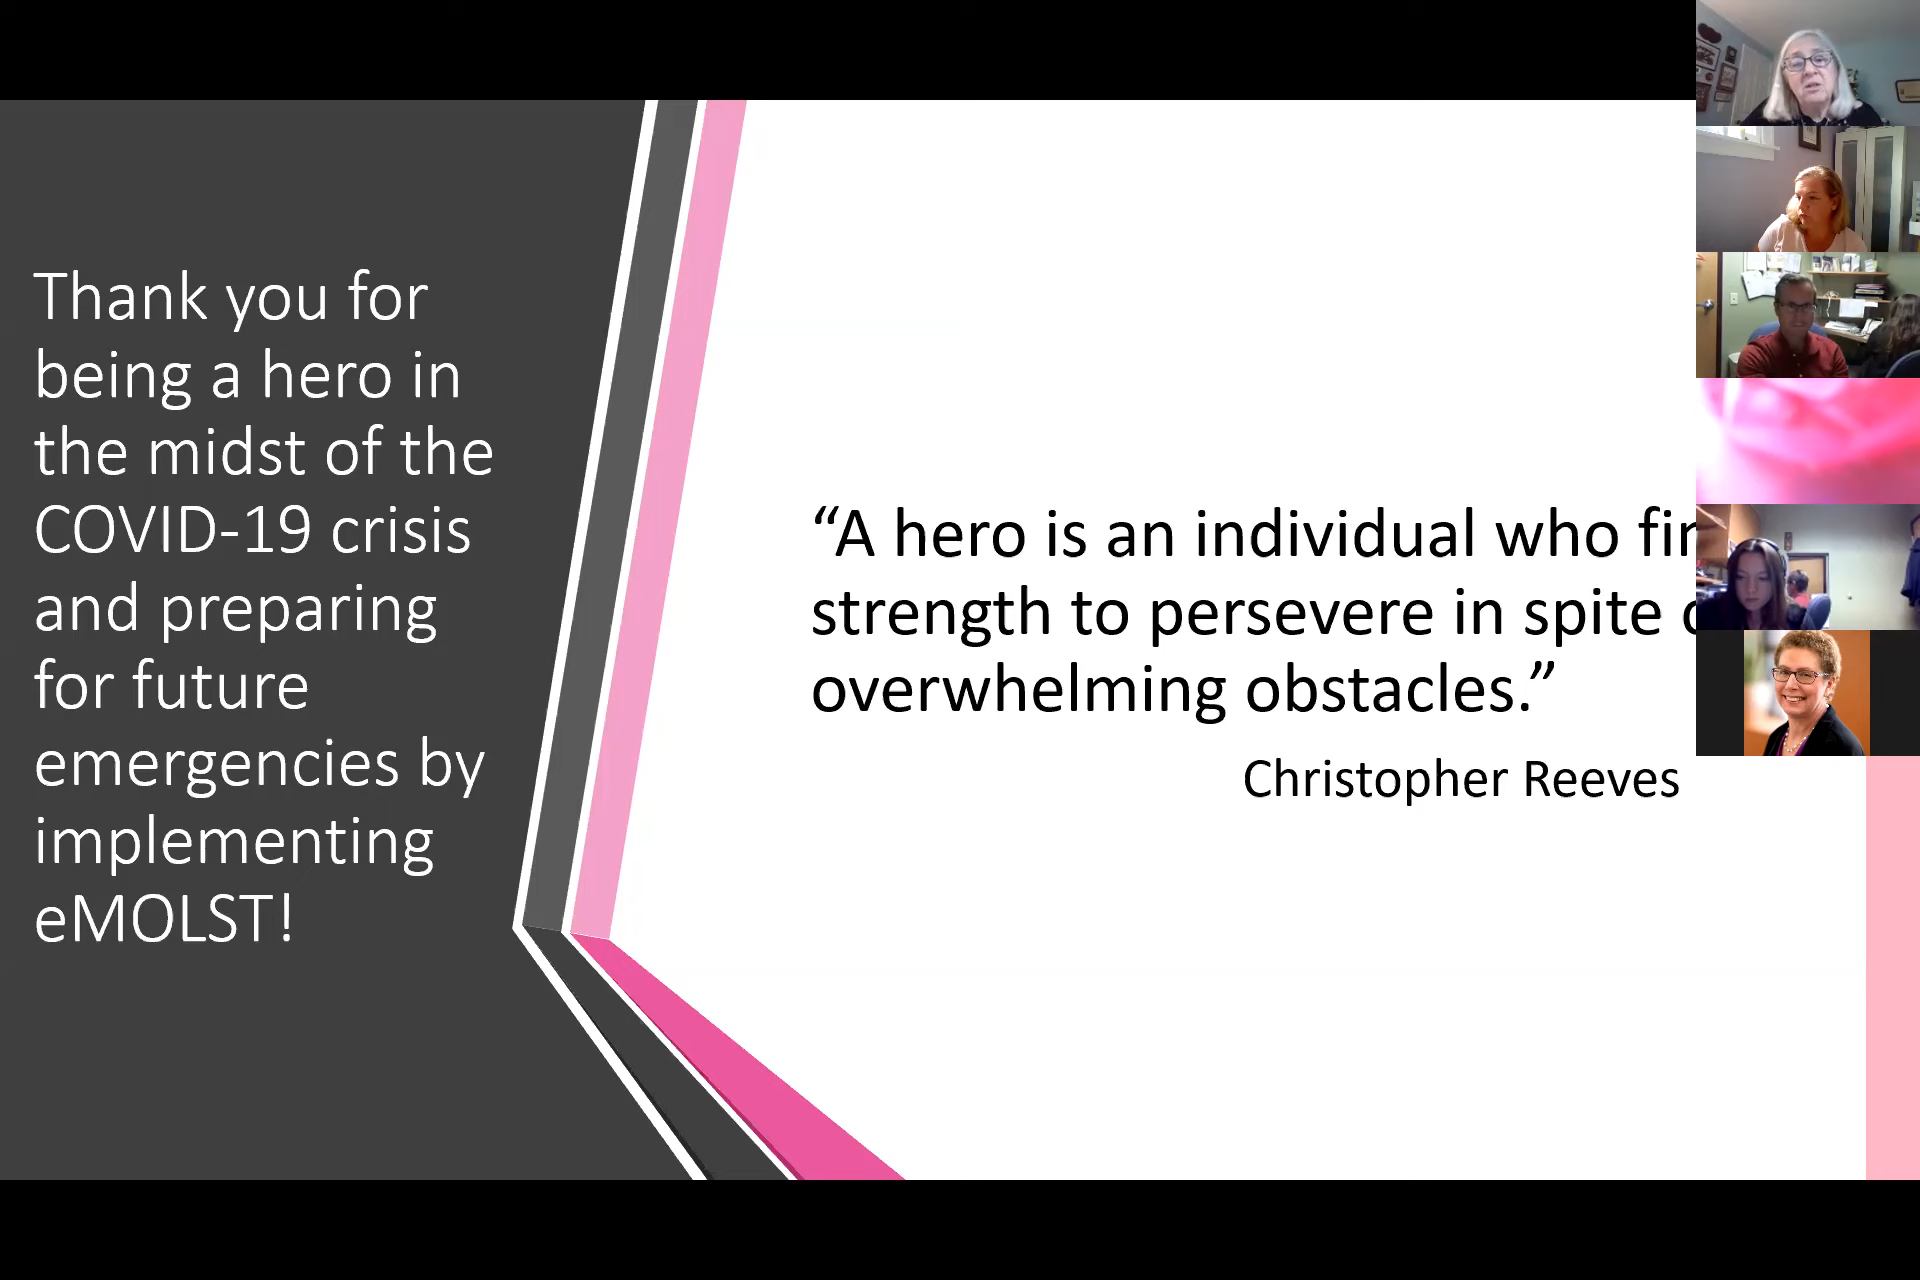 Thank you for
being a hero in
the midst of the
COVID-19 crisis
and preparing
for future
emergencies by
implementing
eMOLST!
“A hero is an individual who
strength to persevere in spite
overwhelming obstacles.”
Christopher Reeves